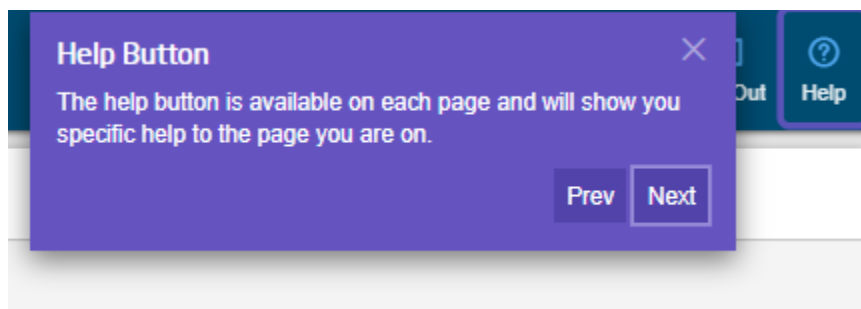 Help Button
The help button is available on each page and will show you
specific help to the page you are on.
Prev Next
Out
Help